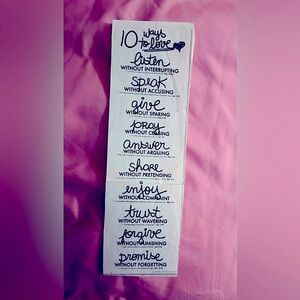 10 ways
to love
listen
WITHOUT INTERRUPTING
speak
WITHOUT ACCUSING
give
WITHOUT SPARING
pray
WITHOUT CEASING
answer
WITHOUT ARGUING
share
WITHOUT PRETENDING
enjoy
WITHOUT COMPLAINT
trust
WITHOUT WAVERING
forgive
WITHOUT PUNISHING
promise
WITHOUT FORGETTING